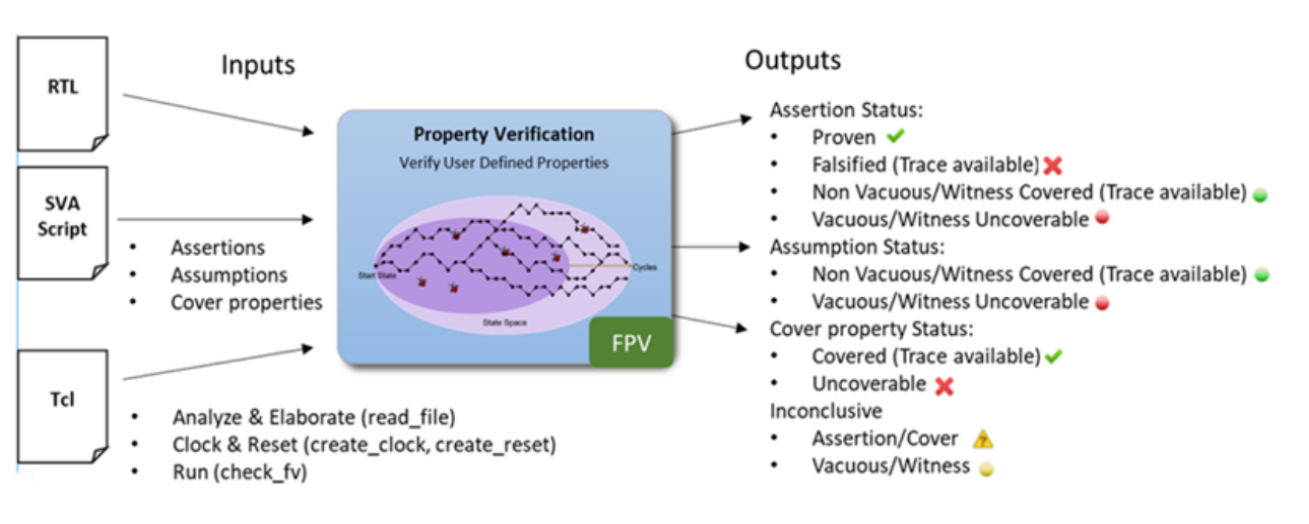 Inputs
Outputs
RTL
SVA
Script
• Assertions
• Assumptions
• Cover properties
Tcl
• Analyze & Elaborate (read_file)
• Clock & Reset (create_clock, create_reset)
• Run (check_fv)
Property Verification
Verify User Defined Properties
Start State
Cycles
State Space
FPV
Assertion Status:
• Proven
• Falsified (Trace available)
• Non Vacuous/Witness Covered (Trace available)
• Vacuous/Witness Uncoverable
Assumption Status:
• Non Vacuous/Witness Covered (Trace available)
• Vacuous/Witness Uncoverable
Cover property Status:
• Covered (Trace available)
• Uncoverable
Inconclusive
• Assertion/Cover
• Vacuous/Witness